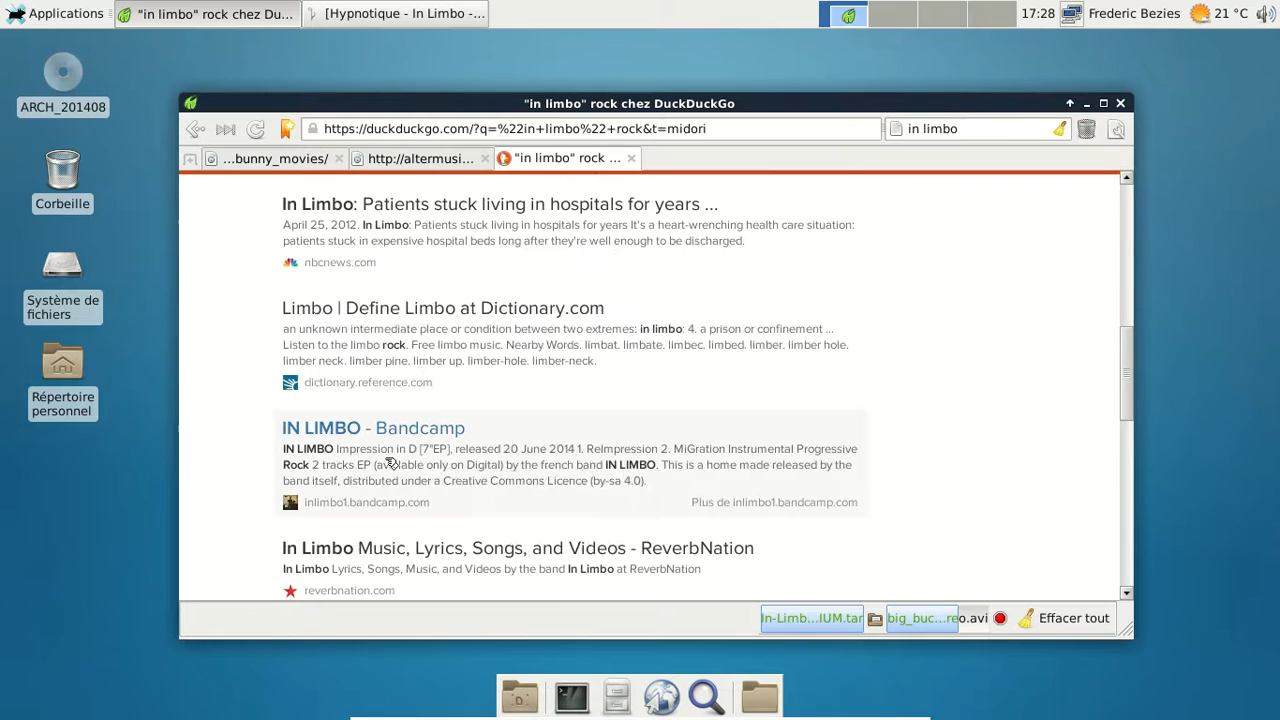 Applications
"in limbo" rock chez Du...
[Hypnotique - In Limbo -...
17:28
Frederic Bezies
21 °C
ARCH_201408
Corbeille
Système de
fichiers
Répertoire
personnel
"in limbo" rock chez DuckDuckGo
https://duckduckgo.com/?q=%22in+limbo%22+rock&t=midori
in limbo
...bunny_movies/
http://altermusi...
"in limbo" rock ...
In Limbo: Patients stuck living in hospitals for years ...
April 25, 2012. In Limbo: Patients stuck living in hospitals for years It's a heart-wrenching health care situation:
patients stuck in expensive hospital beds long after they're well enough to be discharged.
nbcnews.com
Limbo | Define Limbo at Dictionary.com
an unknown intermediate place or condition between two extremes: in limbo: 4. a prison or confinement ...
Listen to the limbo rock. Free limbo music. Nearby Words. limbat. limbate. limbec. limbed. limber. limber hole.
limber neck. limber pine. limber up. limber-hole. limber-neck.
dictionary.reference.com
IN LIMBO - Bandcamp
IN LIMBO Impression in D [7"EP], released 20 June 2014 1. ReImpression 2. MiGration Instrumental Progressive
Rock 2 tracks EP (available only on Digital) by the french band IN LIMBO. This is a home made released by the
band itself, distributed under a Creative Commons Licence (by-sa 4.0).
inlimbo1.bandcamp.com
Plus de inlimbo1.bandcamp.com
In Limbo Music, Lyrics, Songs, and Videos - ReverbNation
In Limbo Lyrics, Songs, Music, and Videos by the band In Limbo at ReverbNation
reverbnation.com
In-Limb...IUM.tar
big_buc...reo.avi
Effacer tout